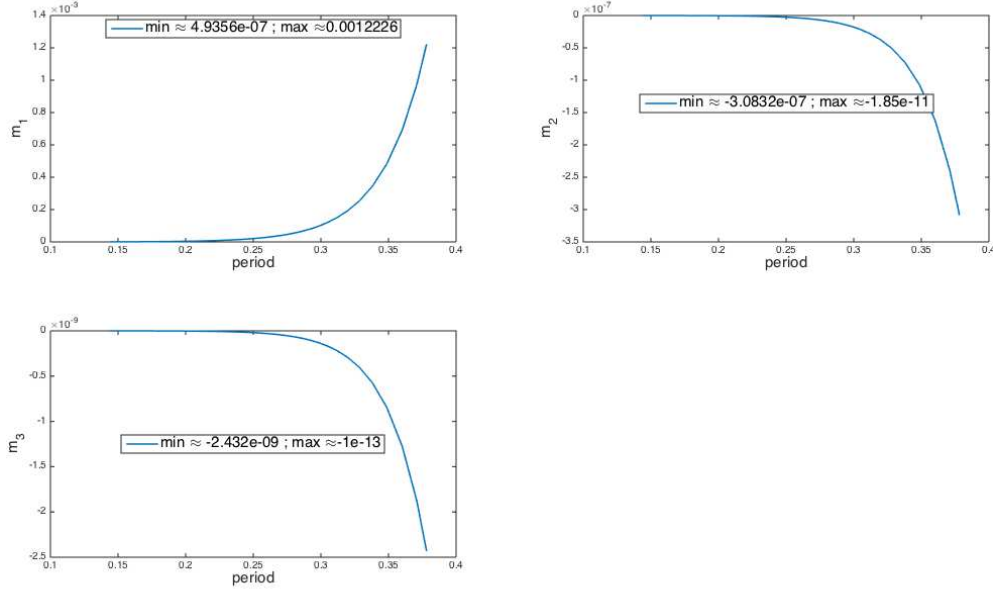 ×10⁻³
1.4
1.2
1
0.8
0.6
0.4
0.2
0
min ≈ 4.9356e-07 ; max ≈0.0012226
m₁
0.1 0.15 0.2 0.25 0.3 0.35 0.4
period
×10⁻⁷
0
-0.5
-1
-1.5
-2
-2.5
-3
-3.5
min ≈ -3.0832e-07 ; max ≈-1.85e-11
m₂
0.1 0.15 0.2 0.25 0.3 0.35 0.4
period
×10⁻⁹
0
-0.5
-1
-1.5
-2
-2.5
min ≈ -2.432e-09 ; max ≈-1e-13
m₃
0.1 0.15 0.2 0.25 0.3 0.35 0.4
period